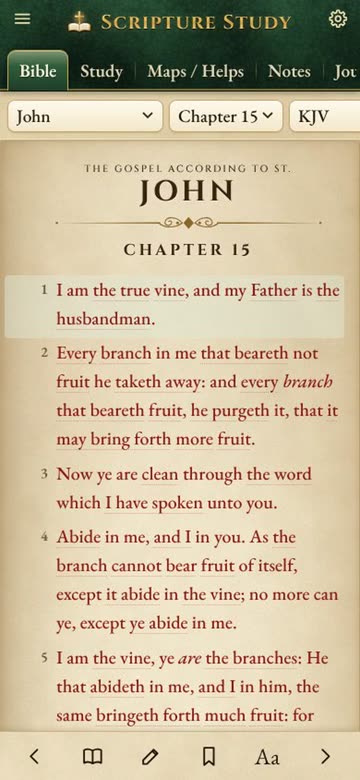 SCRIPTURE STUDY
Bible Study Maps / Helps Notes Jou
John Chapter 15 KJV
THE GOSPEL ACCORDING TO ST.
JOHN
CHAPTER 15
1 I am the true vine, and my Father is the
husbandman.
2 Every branch in me that beareth not
fruit he taketh away: and every branch
that beareth fruit, he purgeth it, that it
may bring forth more fruit.
3 Now ye are clean through the word
which I have spoken unto you.
4 Abide in me, and I in you. As the
branch cannot bear fruit of itself,
except it abide in the vine; no more can
ye, except ye abide in me.
5 I am the vine, ye are the branches: He
that abideth in me, and I in him, the
same bringeth forth much fruit: for
Aa